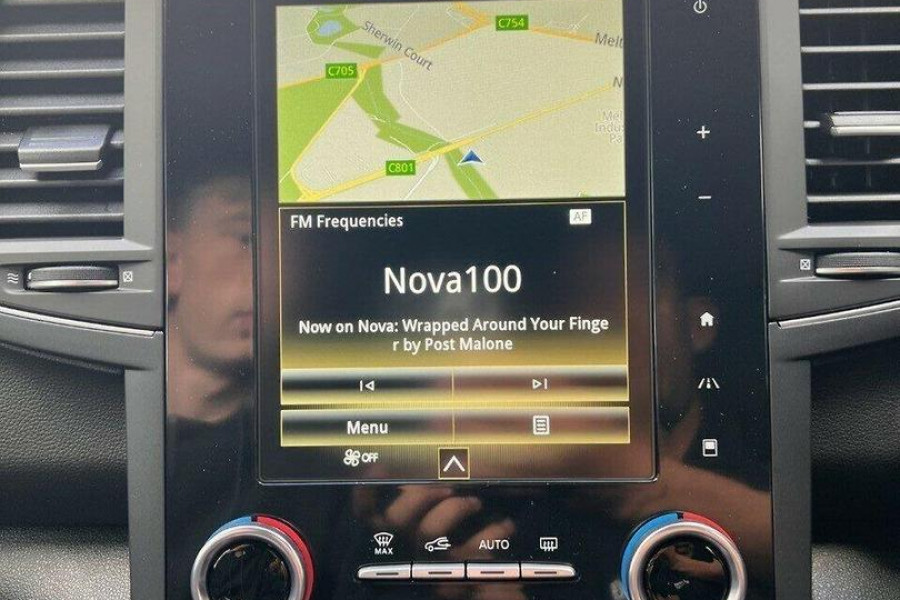 C754
Sherwin Court
Melt
C705
N
Mel
Indus
Pa
C801
FM Frequencies
AF
Nova100
Now on Nova: Wrapped Around Your Finge
r by Post Malone
Menu
OFF
MAX
AUTO